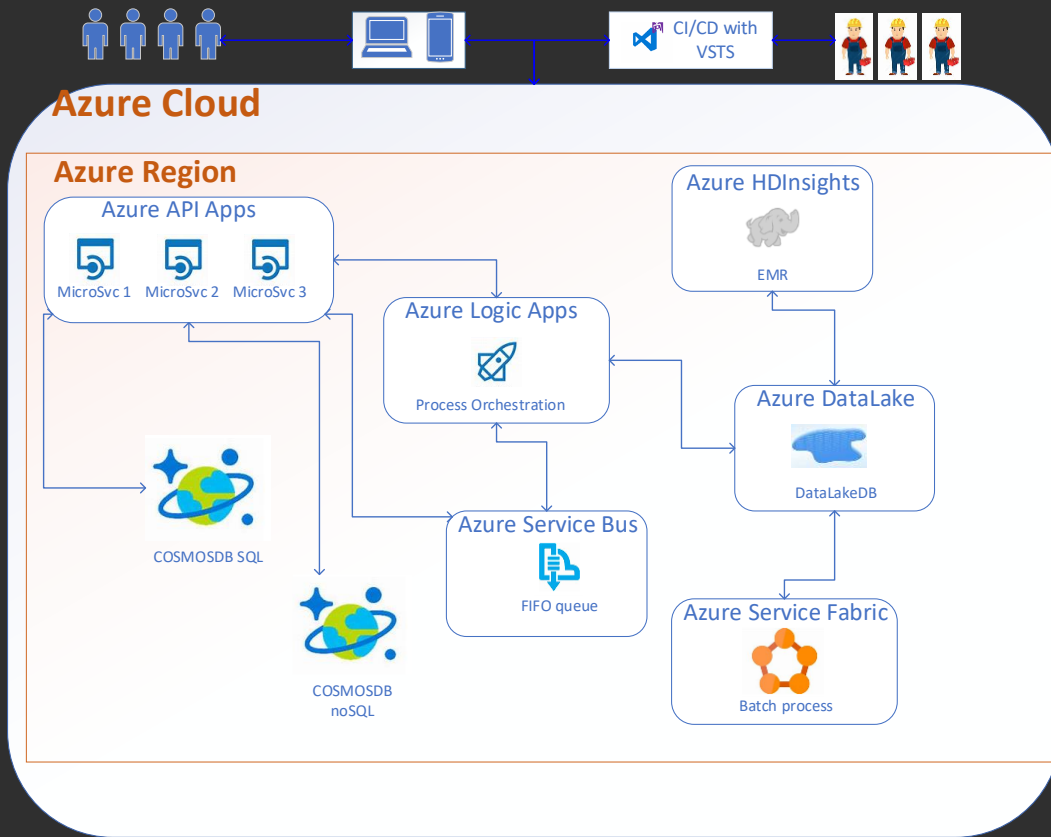 CI/CD with
VSTS
Azure Cloud
Azure Region
Azure API Apps
MicroSvc 1
MicroSvc 2
MicroSvc 3
Azure HDInsights
EMR
Azure Logic Apps
Process Orchestration
Azure DataLake
DataLakeDB
COSMOSDB SQL
Azure Service Bus
FIFO queue
COSMOSDB
noSQL
Azure Service Fabric
Batch process